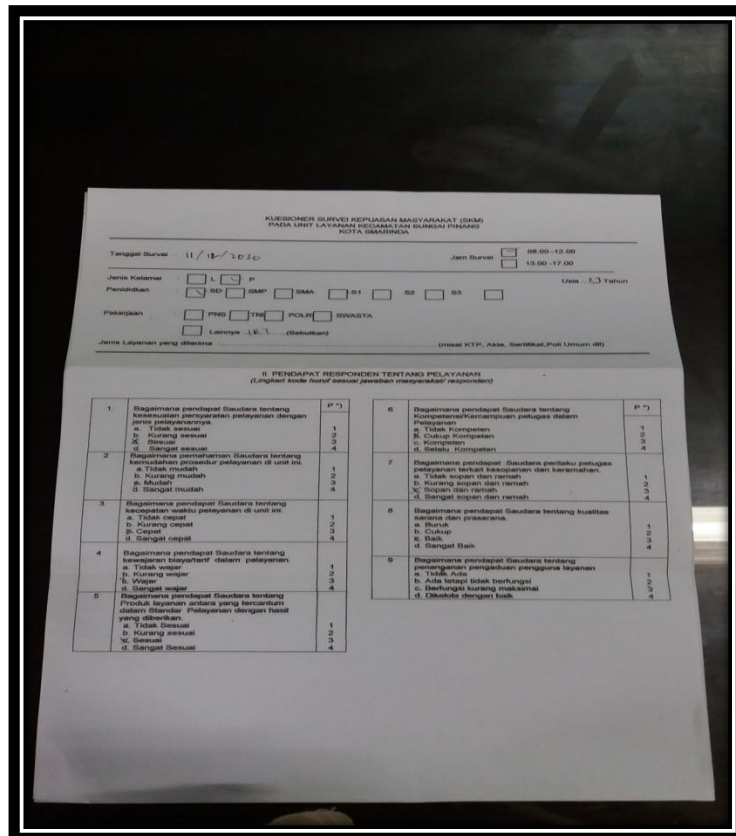 KUESIONER SURVEI KEPUASAN MASYARAKAT (SKM)
PADA UNIT LAYANAN KECAMATAN SUNGAI PINANG
KOTA SMARINDA
Tanggal Survei : 11/12/2020
Jam Survei
08.00 -12.00
13.00 -17.00
Jenis Kelamai : L P
Usia : 53 Tahun
Pendidikan : SD SMP SMA S1 S2 S3
Pekerjaan : PNS TNI POLRI SWASTA
Lainnya IRT (Sebutkan)
Jenis Layanan yang diterima (misal KTP, Akta, Sertifikat,Poli Umum dll)
II. PENDAPAT RESPONDEN TENTANG PELAYANAN
(Lingkari kode huruf sesuai jawaban masyarakat/ responden)
P *)
1. Bagaimana pendapat Saudara tentang
kesesuaian persyaratan pelayanan dengan
jenis pelayanannya.
a. Tidak sesuai 1
b. Kurang sesuai 2
c. Sesuai 3
d. Sangat sesuai 4
2 Bagaimana pemahaman Saudara tentang
kemudahan prosedur pelayanan di unit ini.
a. Tidak mudah 1
b. Kurang mudah 2
c. Mudah 3
d. Sangat mudah 4
3 Bagaimana pendapat Saudara tentang
kecepatan waktu pelayanan di unit ini.
a. Tidak cepat 1
b. Kurang cepat 2
Cepat 3
d. Sangat cepat 4
4 Bagaimana pendapat Saudara tentang
kewajaran biaya/tarif dalam pelayanan.
a. Tidak wajar 1
b. Kurang wajar 2
Wajar 3
d. Sangat wajar 4
5 Bagaimana pendapat Saudara tentang
Produk layanan antara yang tercantum
dalam Standar Pelayanan dengan hasil
yang diberikan.
a. Tidak Sesuai 1
b. Kurang sesuai 2
c. Sesuai 3
d. Sangat Sesuai 4
P *)
6 Bagaimana pendapat Saudara tentang
Kompetensi/Kemampuan petugas dalam
Pelayanan
a. Tidak Kompeten 1
b. Cukup Kompeten 2
c. Kompeten 3
d. Selalu Kompeten 4
7 Bagaimana pendapat Saudara perilaku petugas
pelayanan terkait kesopanan dan keramahan.
a. Tidak sopan dan ramah 1
b. Kurang sopan dan ramah 2
c. Sopan dan ramah 3
d. Sangat sopan dan ramah 4
8 Bagaimana pendapat Saudara tentang kualitas
sarana dan prasarana.
a. Buruk 1
b. Cukup 2
c. Baik 3
d. Sangat Baik 4
9 Bagaimana pendapat Saudara tentang
penanganan pengaduan pengguna layanan
a. Tidak Ada 1
b. Ada tetapi tidak berfungsi 2
c. Berfungsi kurang maksimal 3
d. Dikelola dengan baik 4